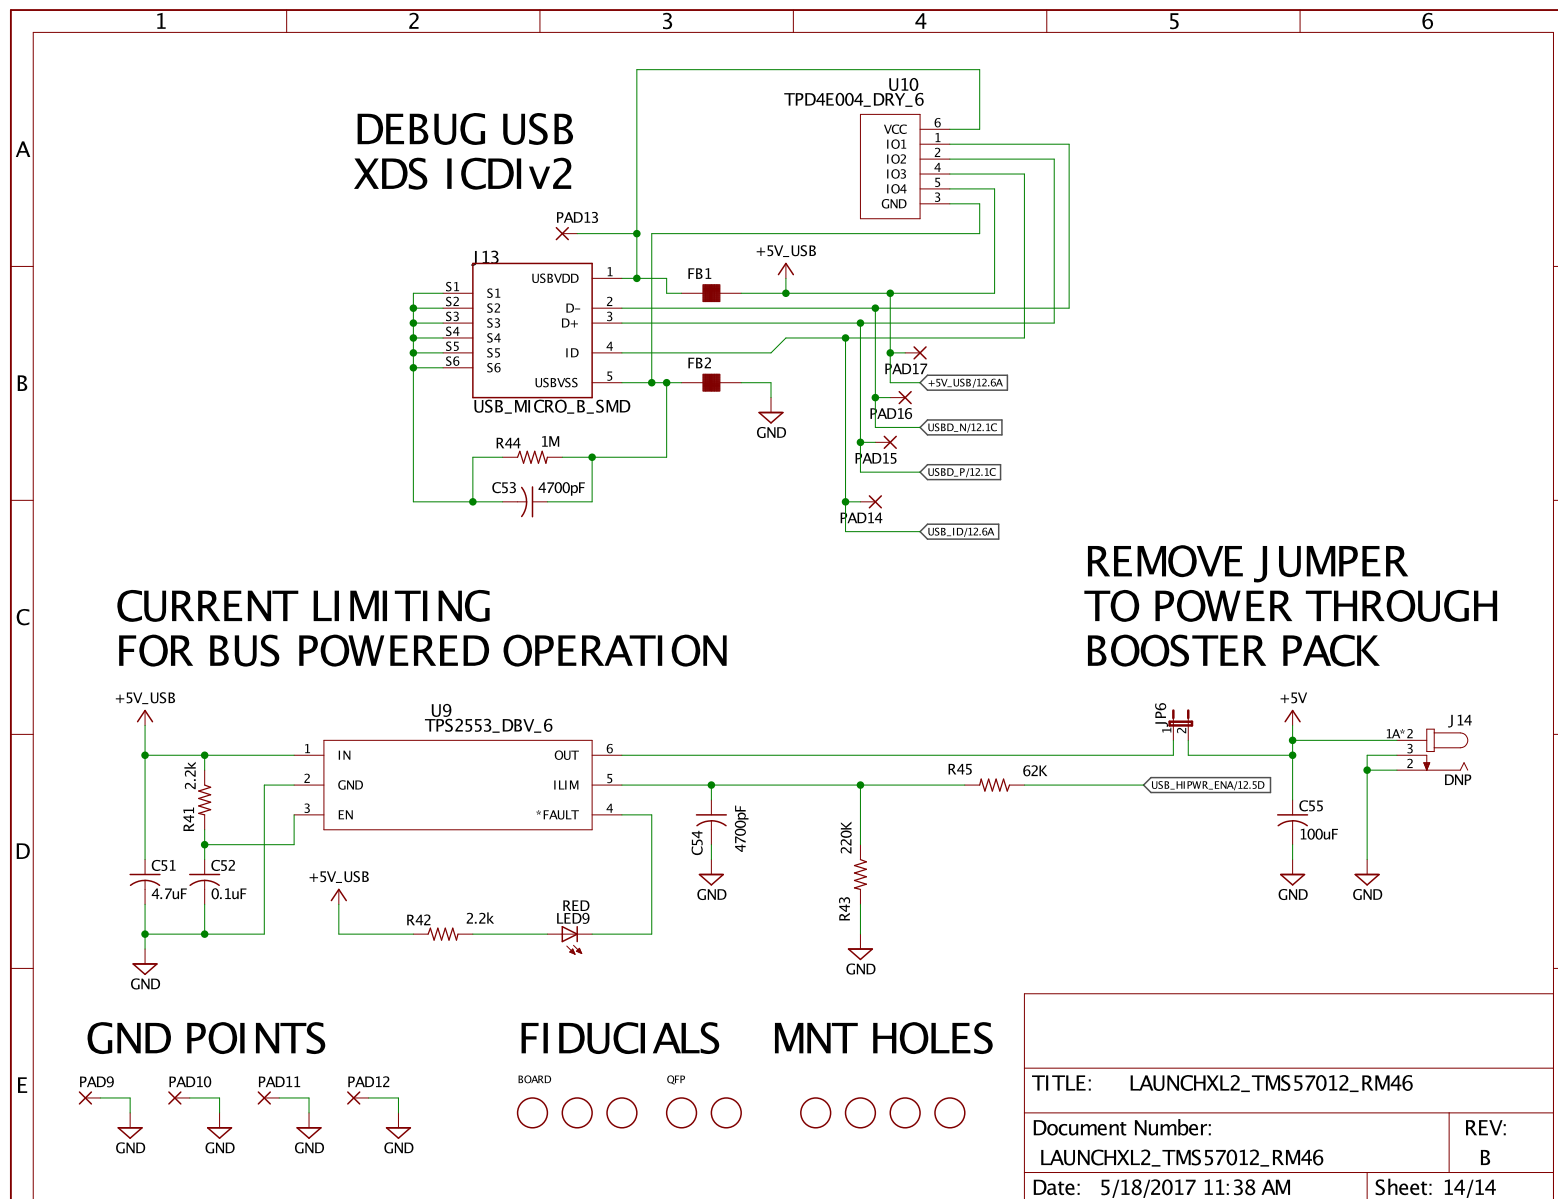 1 2 3 4 5 6
A
B
C
D
E
DEBUG USB
XDS ICDIv2
U10
TPD4E004_DRY_6
VCC 6
IO1 1
IO2 2
IO3 4
IO4 5
GND 3
PAD13
+5V_USB
J13
S1 S1
S2 S2
S3 S3
S4 S4
S5 S5
S6 S6
USBVDD 1
D- 2
D+ 3
ID 4
USBVSS 5
USB_MICRO_B_SMD
FB1
FB2
GND
R44 1M
C53 4700pF
PAD17
+5V_USB/12.6A
PAD16
USBD_N/12.1C
PAD15
USBD_P/12.1C
PAD14
USB_ID/12.6A
CURRENT LIMITING
FOR BUS POWERED OPERATION
REMOVE JUMPER
TO POWER THROUGH
BOOSTER PACK
+5V_USB
U9
TPS2553_DBV_6
1 IN
2 GND
3 EN
OUT 6
ILIM 5
*FAULT 4
R41 2.2k
C51
4.7uF
C52
0.1uF
GND
+5V_USB
R42 2.2k
RED
LED9
C54 4700pF
GND
R43 220K
GND
R45 62K
USB_HIPWR_ENA/12.5D
JP6
1 2
+5V
J14
1A*2
3
2
DNP
C55
100uF
GND
GND
GND POINTS
PAD9 PAD10 PAD11 PAD12
GND GND GND GND
FIDUCIALS
BOARD QFP
MNT HOLES
TITLE: LAUNCHXL2_TMS57012_RM46
Document Number:
LAUNCHXL2_TMS57012_RM46
REV:
B
Date: 5/18/2017 11:38 AM
Sheet: 14/14